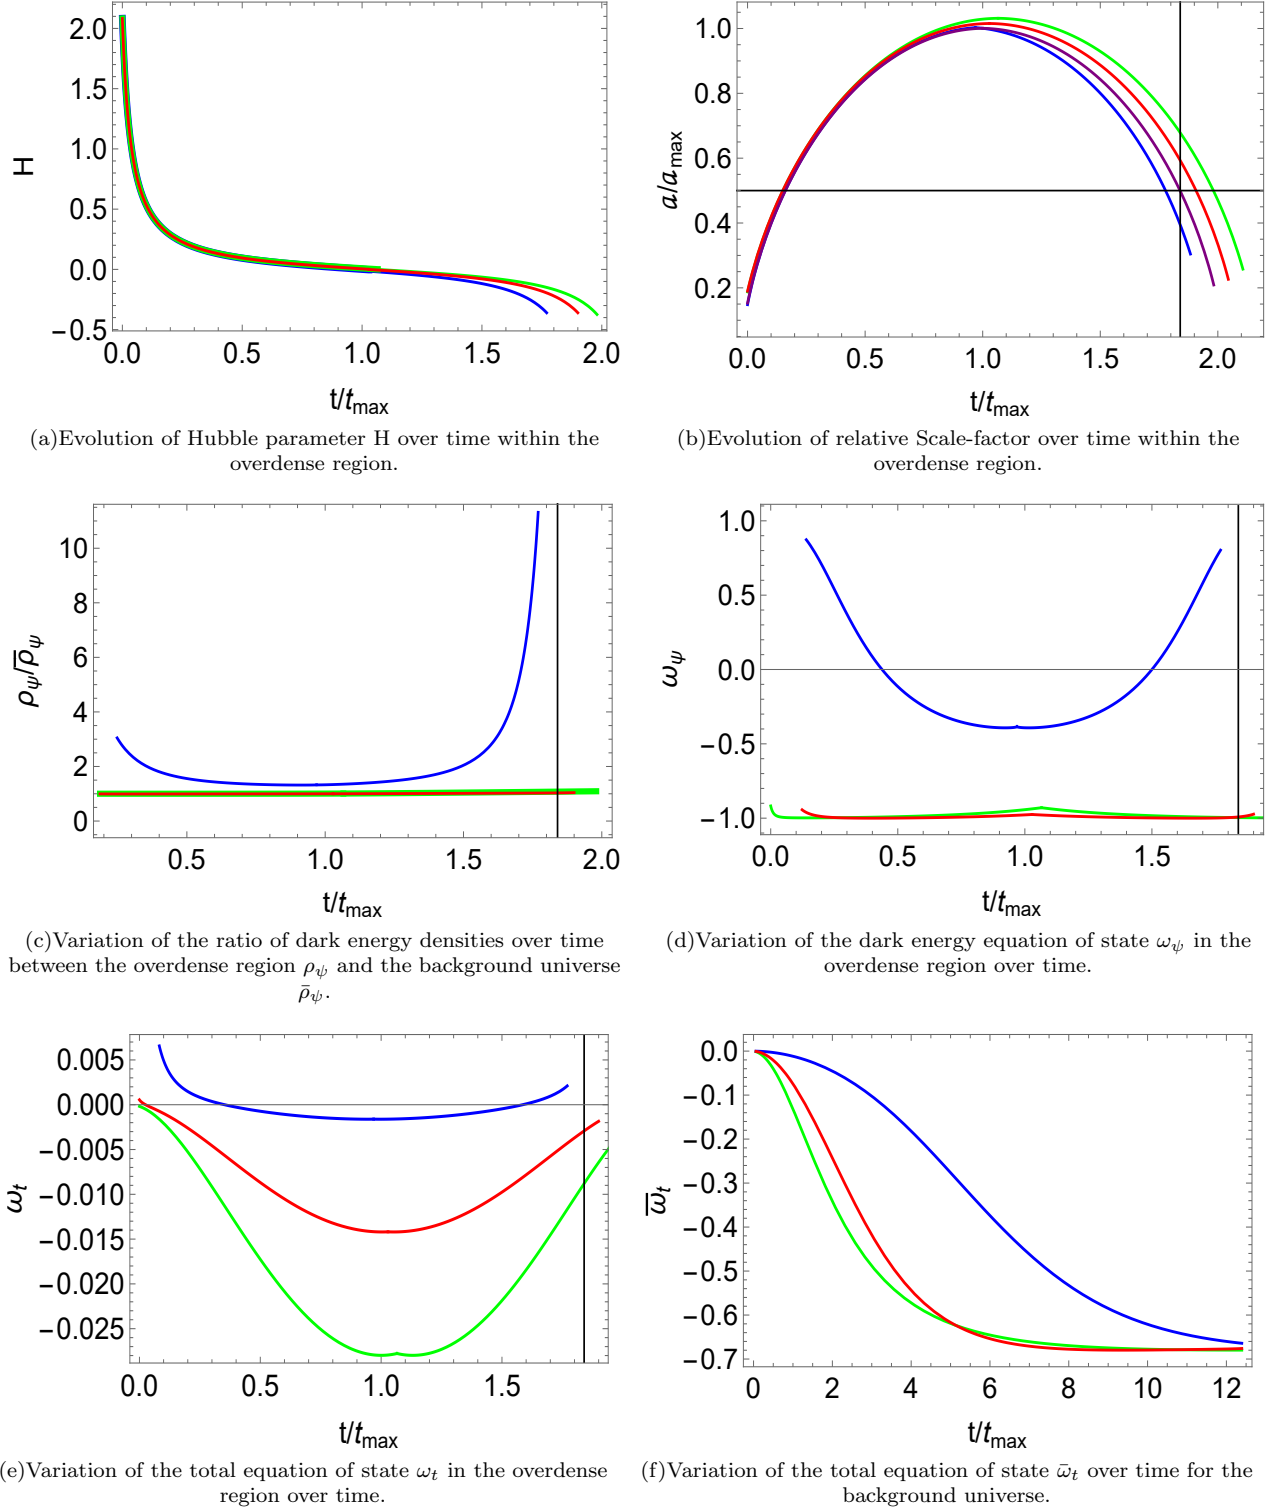 2.0
1.5
1.0
0.5
0.0
−0.5
H
0.0 0.5 1.0 1.5 2.0
t/tmax
(a)Evolution of Hubble parameter H over time within the
overdense region.
1.0
0.8
0.6
0.4
0.2
a/amax
0.0 0.5 1.0 1.5 2.0
t/tmax
(b)Evolution of relative Scale-factor over time within the
overdense region.
10
8
6
4
2
0
ρψ/ρ̄ψ
0.5 1.0 1.5 2.0
t/tmax
(c)Variation of the ratio of dark energy densities over time
between the overdense region ρψ and the background universe
ρ̄ψ.
1.0
0.5
0.0
−0.5
−1.0
ωψ
0.0 0.5 1.0 1.5
t/tmax
(d)Variation of the dark energy equation of state ωψ in the
overdense region over time.
0.005
0.000
−0.005
−0.010
−0.015
−0.020
−0.025
ωt
0.0 0.5 1.0 1.5
t/tmax
(e)Variation of the total equation of state ωt in the overdense
region over time.
0.0
−0.1
−0.2
−0.3
−0.4
−0.5
−0.6
−0.7
ω̄t
0 2 4 6 8 10 12
t/tmax
(f)Variation of the total equation of state ω̄t over time for the
background universe.